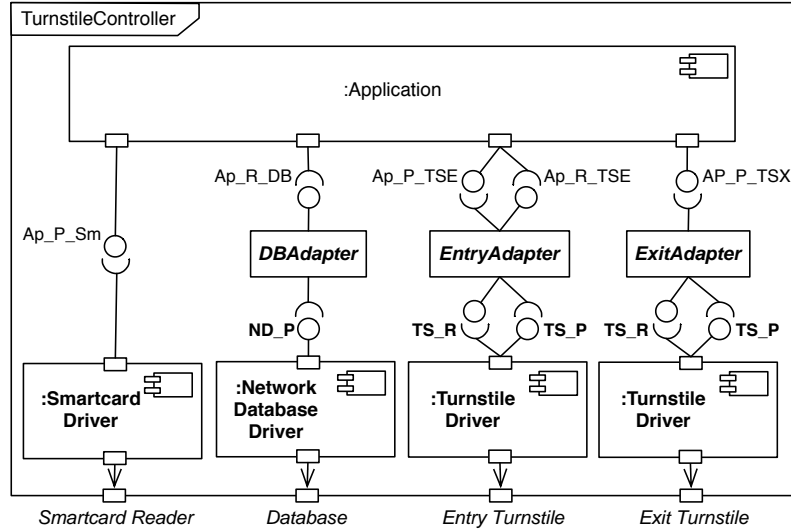 TurnstileController
:Application
Ap_R_DB Ap_P_TSE Ap_R_TSE AP_P_TSX
Ap_P_Sm
DBAdapter EntryAdapter ExitAdapter
ND_P TS_R TS_P TS_R TS_P
:Smartcard
Driver
:Network
Database
Driver
:Turnstile
Driver
:Turnstile
Driver
Smartcard Reader Database Entry Turnstile Exit Turnstile